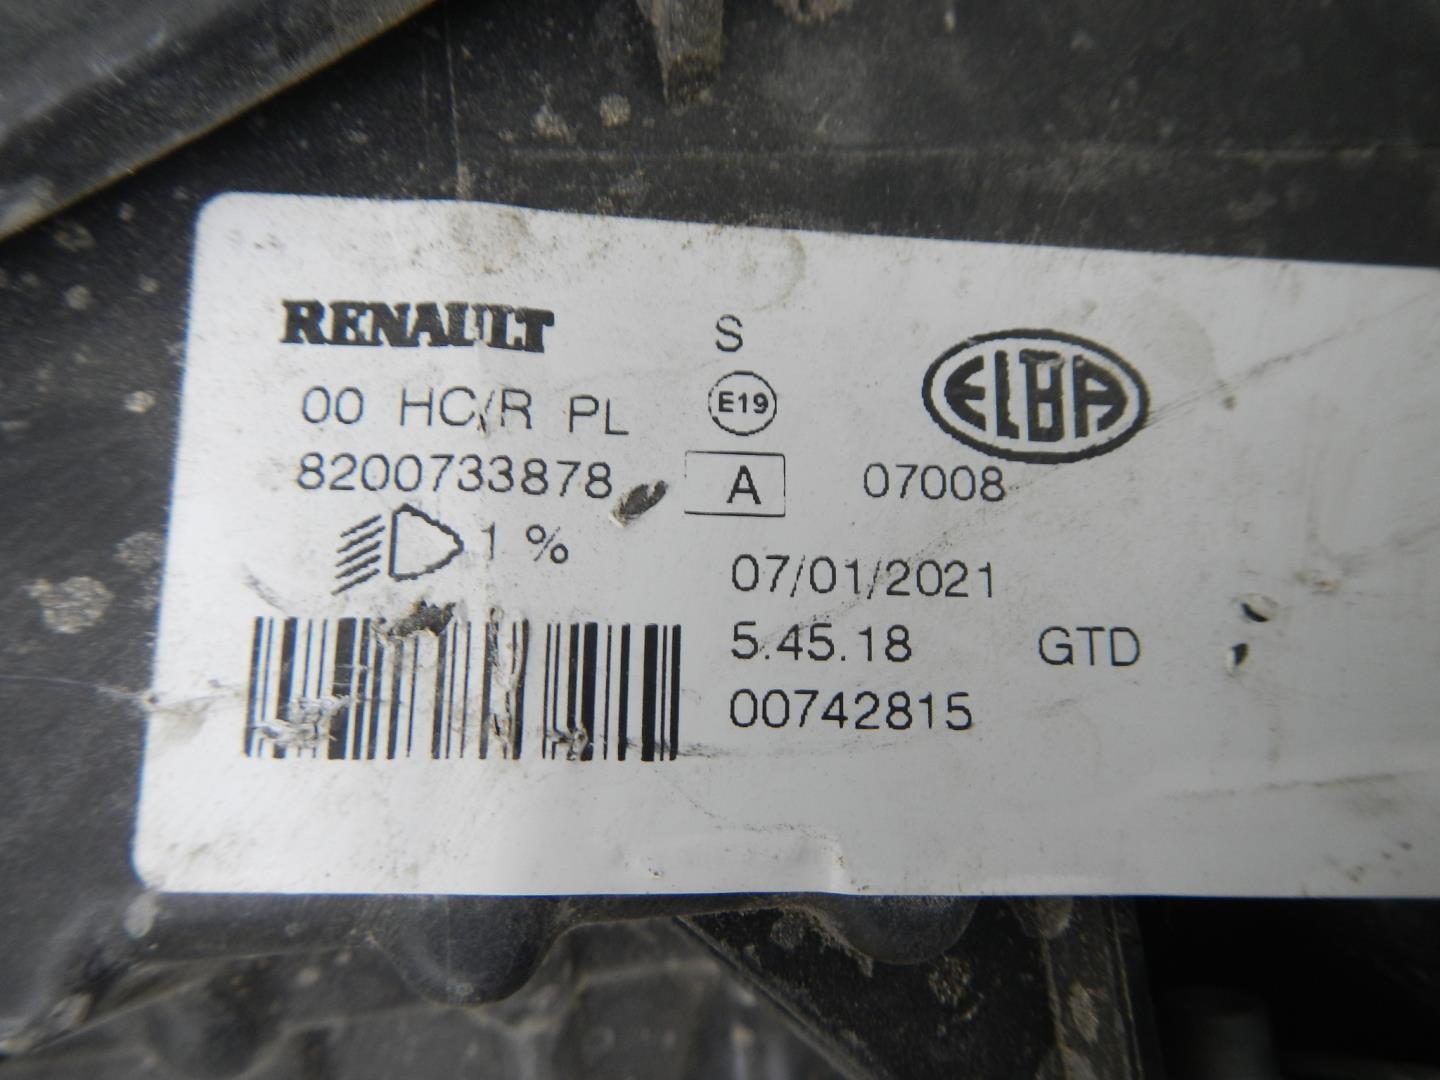 RENAULT S
00 HC/R PL E19 ELBA
8200733878 A 07008
1 %
07/01/2021
5.45.18 GTD
00742815